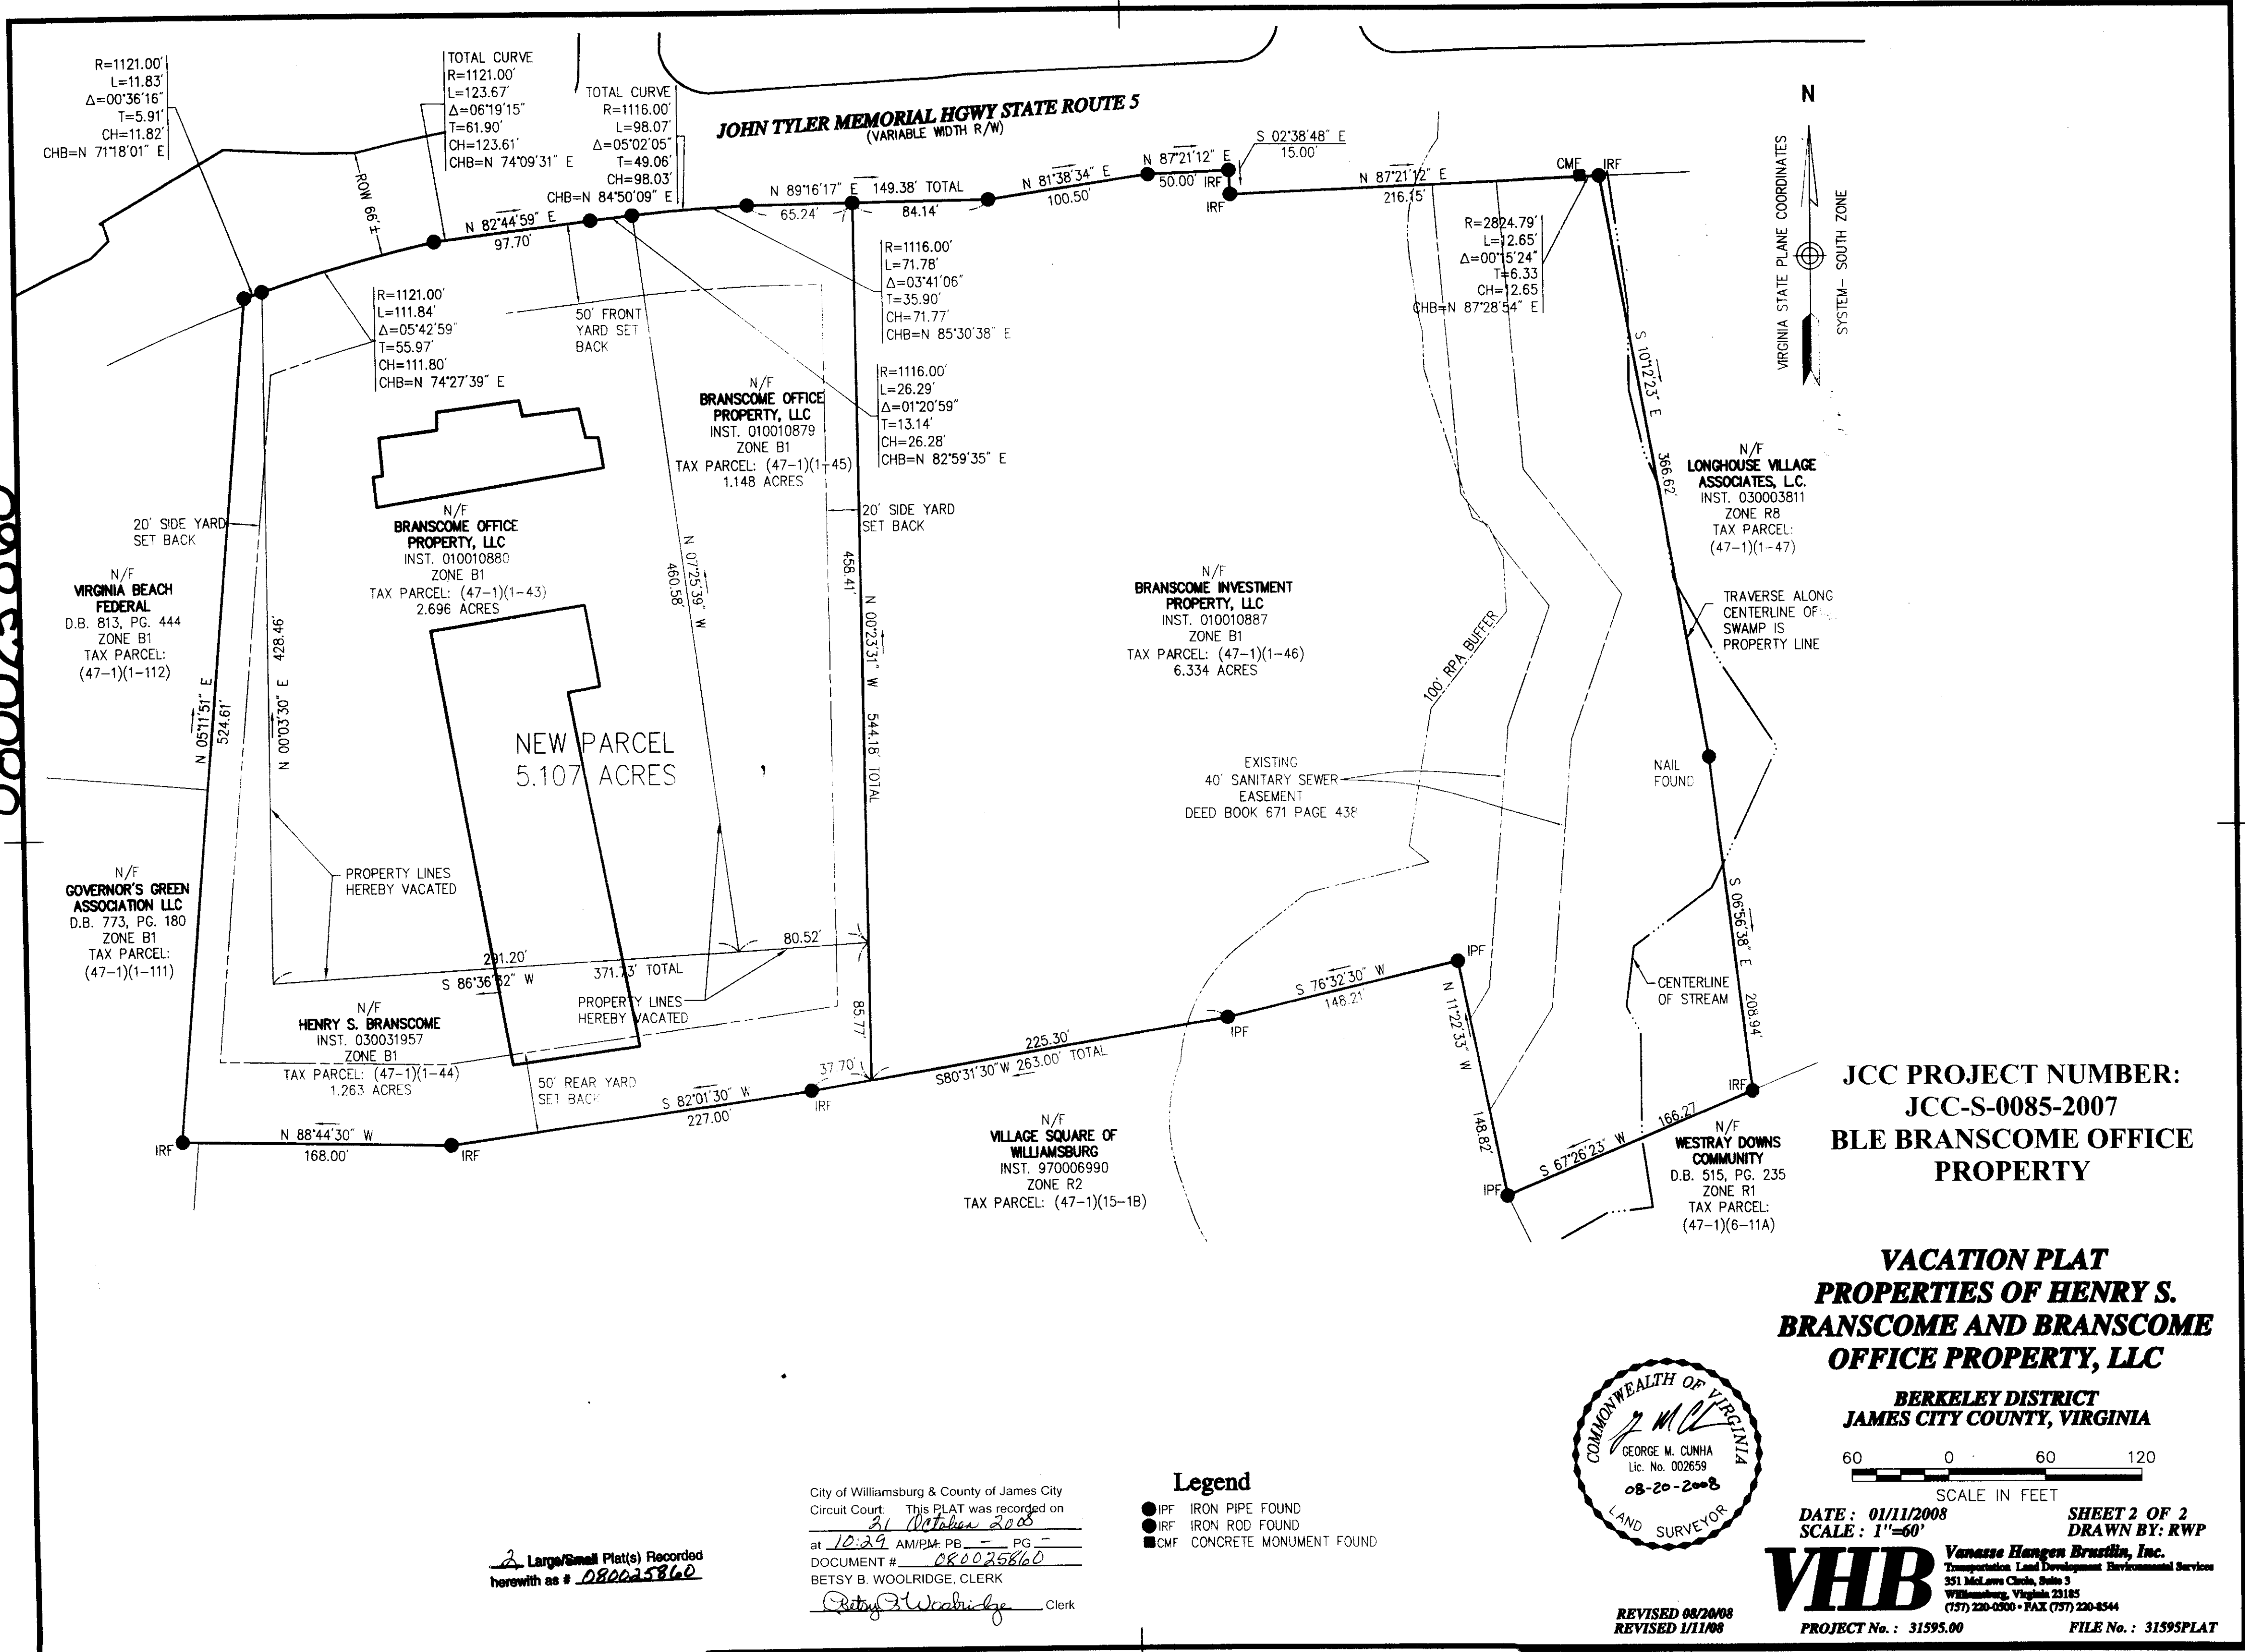 R=1121.00'
L=11.83'
Δ=00°36'16"
T=5.91'
CH=11.82'
CHB=N 71°18'01" E
TOTAL CURVE
R=1121.00'
L=123.67'
Δ=06°19'15"
T=61.90'
CH=123.61'
CHB=N 74°09'31" E
TOTAL CURVE
R=1116.00'
L=98.07'
Δ=05°02'05"
T=49.06'
CH=98.03'
CHB=N 84°50'09" E
JOHN TYLER MEMORIAL HGWY STATE ROUTE 5
(VARIABLE WIDTH R/W)
ROW 66'±
N 82°44'59" E
97.70'
N 89°16'17" E 149.38' TOTAL
65.24'
84.14'
N 81°38'34" E
100.50'
N 87°21'12" E
50.00'
IRF
IRF
S 02°38'48" E
15.00'
N 87°21'12" E
216.15'
CMF
IRF
N
VIRGINIA STATE PLANE COORDINATES
SYSTEM- SOUTH ZONE
R=1121.00'
L=111.84'
Δ=05°42'59"
T=55.97'
CH=111.80'
CHB=N 74°27'39" E
50' FRONT
YARD SET
BACK
R=1116.00'
L=71.78'
Δ=03°41'06"
T=35.90'
CH=71.77'
CHB=N 85°30'38" E
R=1116.00'
L=26.29'
Δ=01°20'59"
T=13.14'
CH=26.28'
CHB=N 82°59'35" E
R=2824.79'
L=12.65'
Δ=00°15'24"
T=6.33
CH=12.65
CHB=N 87°28'54" E
S 10°12'23" E
366.62'
N/F
BRANSCOME OFFICE
PROPERTY, LLC
INST. 010010879
ZONE B1
TAX PARCEL: (47-1)(1-45)
1.148 ACRES
20' SIDE YARD
SET BACK
20' SIDE YARD
SET BACK
N/F
BRANSCOME OFFICE
PROPERTY, LLC
INST. 010010880
ZONE B1
TAX PARCEL: (47-1)(1-43)
2.696 ACRES
N/F
VIRGINIA BEACH
FEDERAL
D.B. 813, PG. 444
ZONE B1
TAX PARCEL:
(47-1)(1-112)
N 05°11'51" E
524.61'
N 00°03'30" E 428.46'
N 07°25'39" W
460.58'
458.41'
N 00°23'31" W 544.18' TOTAL
N/F
BRANSCOME INVESTMENT
PROPERTY, LLC
INST. 010010887
ZONE B1
TAX PARCEL: (47-1)(1-46)
6.334 ACRES
100' RPA BUFFER
N/F
LONGHOUSE VILLAGE
ASSOCIATES, L.C.
INST. 030003811
ZONE R8
TAX PARCEL:
(47-1)(1-47)
TRAVERSE ALONG
CENTERLINE OF
SWAMP IS
PROPERTY LINE
NEW PARCEL
5.107 ACRES
EXISTING
40' SANITARY SEWER
EASEMENT
DEED BOOK 671 PAGE 438
NAIL
FOUND
N/F
GOVERNOR'S GREEN
ASSOCIATION LLC
D.B. 773, PG. 180
ZONE B1
TAX PARCEL:
(47-1)(1-111)
PROPERTY LINES
HEREBY VACATED
291.20'
S 86°36'32" W
371.73' TOTAL
80.52'
PROPERTY LINES
HEREBY VACATED
85.77'
S 06°56'38" E
208.94'
CENTERLINE
OF STREAM
IPF
S 76°32'30" W
148.21'
IPF
N 11°22'33" W
148.82'
N/F
HENRY S. BRANSCOME
INST. 030031957
ZONE B1
TAX PARCEL: (47-1)(1-44)
1.263 ACRES
225.30'
S80°31'30"W 263.00' TOTAL
37.70'
IRF
50' REAR YARD
SET BACK
S 82°01'30" W
227.00'
IRF
N 88°44'30" W
168.00'
IRF
N/F
VILLAGE SQUARE OF
WILLIAMSBURG
INST. 970006990
ZONE R2
TAX PARCEL: (47-1)(15-1B)
IRF
S 67°26'23" W
166.27'
IPF
N/F
WESTRAY DOWNS
COMMUNITY
D.B. 515, PG. 235
ZONE R1
TAX PARCEL:
(47-1)(6-11A)
JCC PROJECT NUMBER:
JCC-S-0085-2007
BLE BRANSCOME OFFICE
PROPERTY
VACATION PLAT
PROPERTIES OF HENRY S.
BRANSCOME AND BRANSCOME
OFFICE PROPERTY, LLC
BERKELEY DISTRICT
JAMES CITY COUNTY, VIRGINIA
60 0 60 120
SCALE IN FEET
DATE : 01/11/2008 SHEET 2 OF 2
SCALE : 1"=60' DRAWN BY: RWP
VHB
Vanasse Hangen Brustlin, Inc.
Transportation Land Development Environmental Services
351 McLaws Circle, Suite 3
Williamsburg, Virginia 23185
(757) 220-0500 • FAX (757) 220-8544
PROJECT No. : 31595.00 FILE No. : 31595PLAT
REVISED 08/20/08
REVISED 1/11/08
COMMONWEALTH OF VIRGINIA
GEORGE M. CUNHA
Lic. No. 002659
08-20-2008
LAND SURVEYOR
Legend
IPF IRON PIPE FOUND
IRF IRON ROD FOUND
CMF CONCRETE MONUMENT FOUND
City of Williamsburg & County of James City
Circuit Court: This PLAT was recorded on
31 October 2008
at 10:29 AM/PM. PB — PG —
DOCUMENT # 080025860
BETSY B. WOOLRIDGE, CLERK
Betsy B Woolridge Clerk
2 Large/Small Plat(s) Recorded
herewith as # 080025860